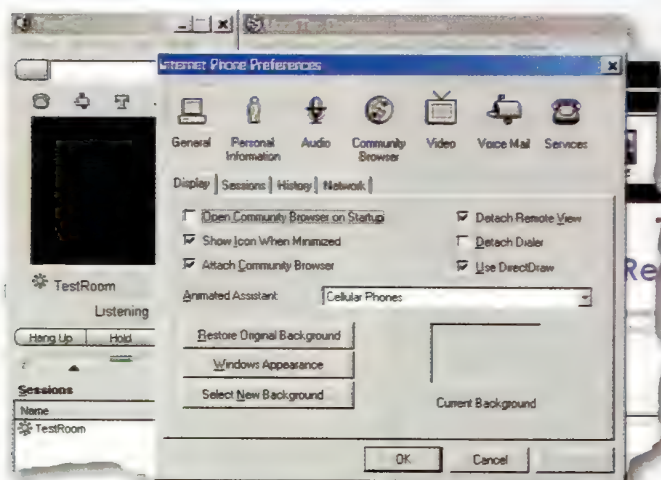 Internet Phone Preferences
General
Personal
Information
Audio
Community
Browser
Video
Voice Mail
Services
Display
Sessions
History
Network
Open Community Browser on Startup
Detach Remote View
Show Icon When Minimized
Detach Dialer
Attach Community Browser
Use DirectDraw
Animated Assistant:
Cellular Phones
Restore Original Background
Windows Appearance
Select New Background
Current Background
OK
Cancel
TestRoom
Listening
Hang Up
Hold
Sessions
Name
TestRoom
Re